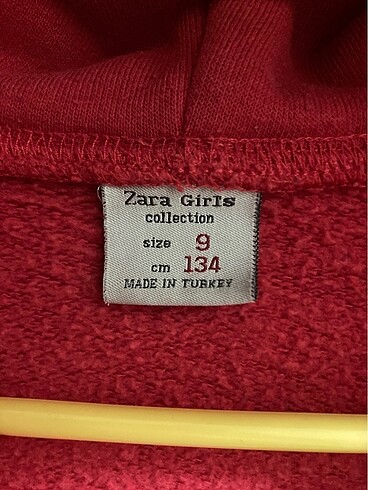 Zara Girls
collection
size 9
cm 134
MADE IN TURKEY